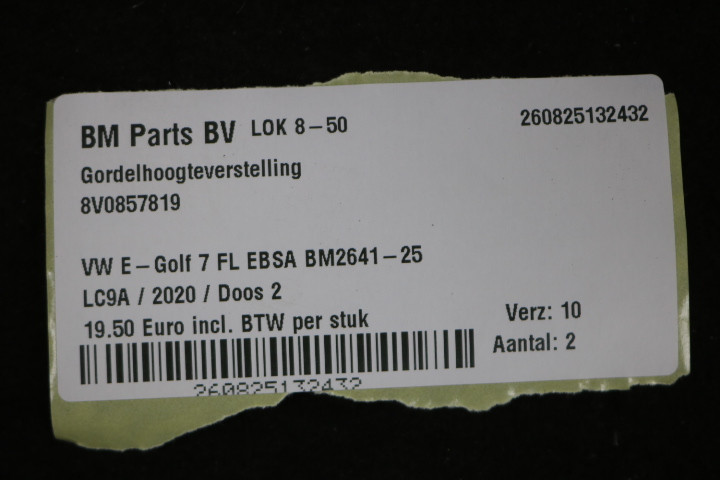 BM Parts BV LOK 8-50 260825132432
Gordelhoogteverstelling
8V0857819
VW E-Golf 7 FL EBSA BM2641-25
LC9A / 2020 / Doos 2
19.50 Euro incl. BTW per stuk Verz: 10
Aantal: 2
260825132432